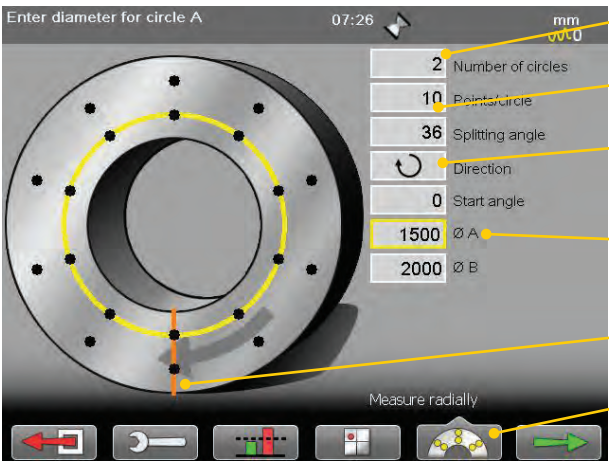 Enter diameter for circle A
07:26
mm
0
2 Number of circles
10 Points/circle
36 Splitting angle
Direction
0 Start angle
1500 Ø A
2000 Ø B
Measure radially